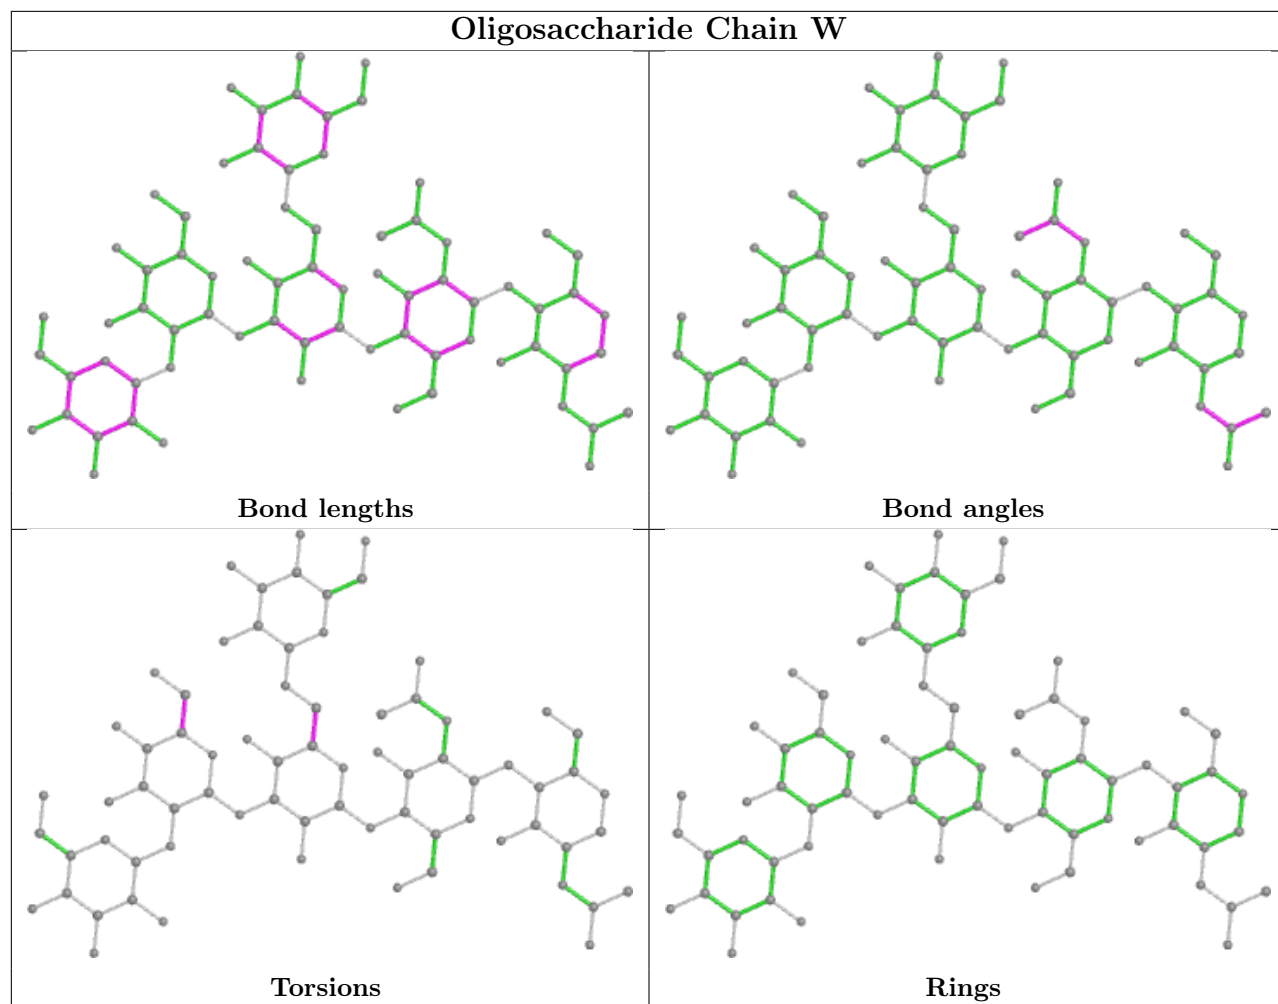 Oligosaccharide Chain W
Bond lengths
Bond angles
Torsions
Rings